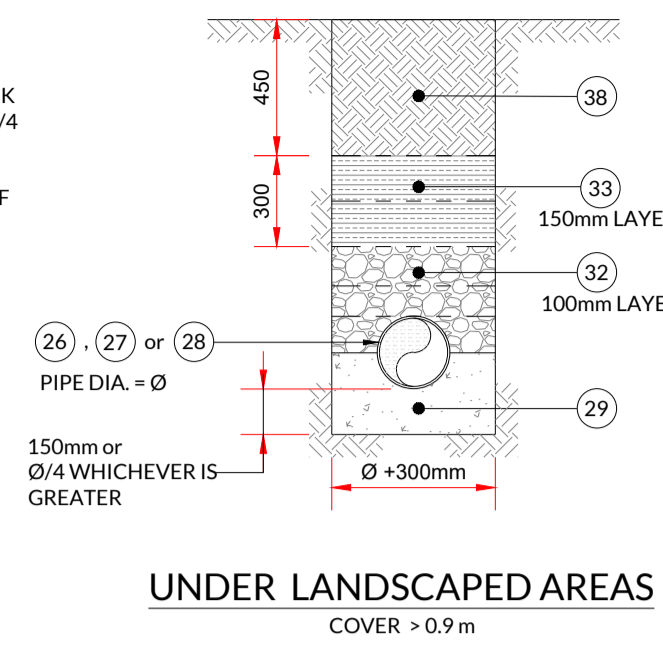 K
/4
F
450
38
300
33
150mm LAYE
32
100mm LAYE
26 , 27 or 28
PIPE DIA. = Ø
29
150mm or
Ø/4 WHICHEVER IS
GREATER
Ø +300mm
UNDER LANDSCAPED AREAS
COVER > 0.9 m